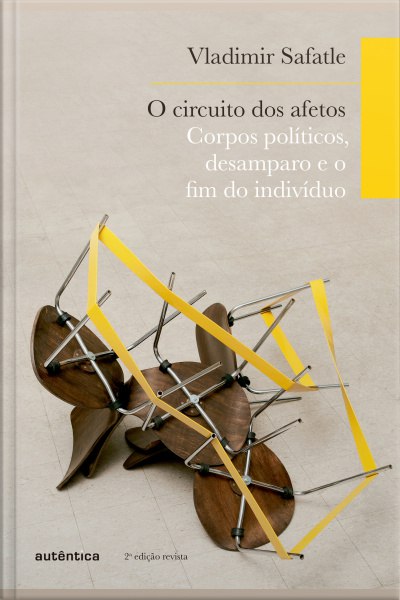 Vladimir Safatle
O circuito dos afetos
Corpos políticos,
desamparo e o
fim do indivíduo
autêntica
2ª edição revista